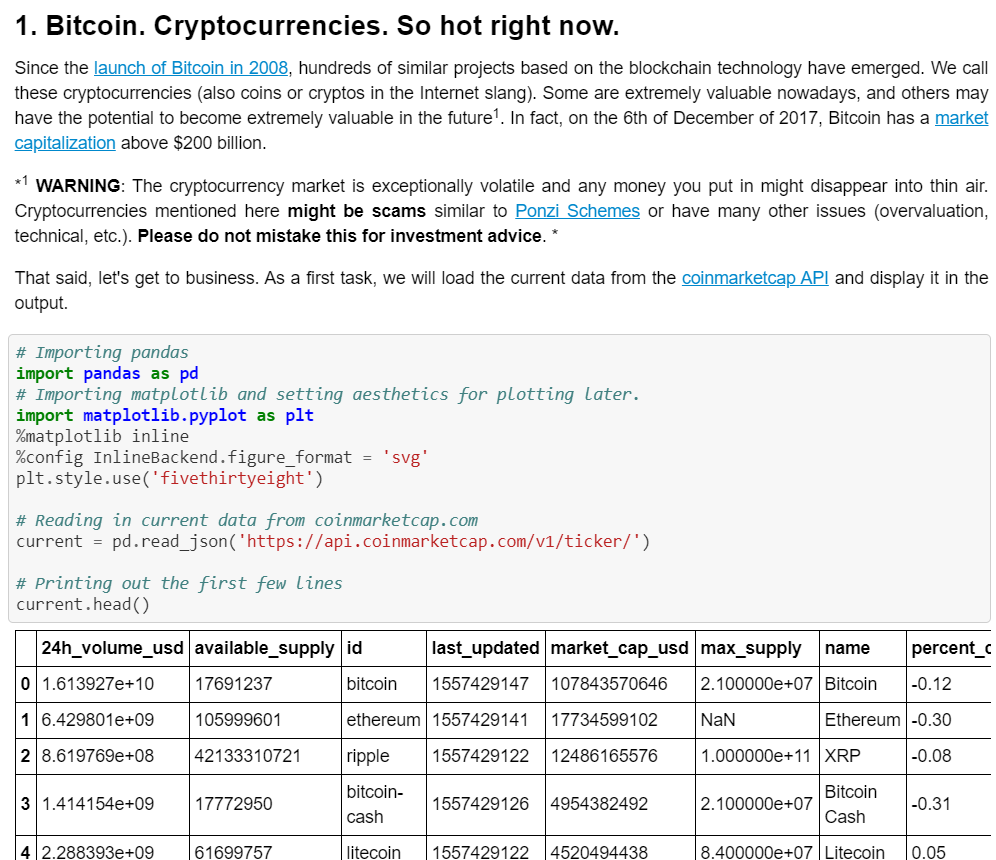 1. Bitcoin. Cryptocurrencies. So hot right now.
Since the launch of Bitcoin in 2008, hundreds of similar projects based on the blockchain technology have emerged. We call
these cryptocurrencies (also coins or cryptos in the Internet slang). Some are extremely valuable nowadays, and others may
have the potential to become extremely valuable in the future¹. In fact, on the 6th of December of 2017, Bitcoin has a market
capitalization above $200 billion.
*¹ WARNING: The cryptocurrency market is exceptionally volatile and any money you put in might disappear into thin air.
Cryptocurrencies mentioned here might be scams similar to Ponzi Schemes or have many other issues (overvaluation,
technical, etc.). Please do not mistake this for investment advice. *
That said, let's get to business. As a first task, we will load the current data from the coinmarketcap API and display it in the
output.
# Importing pandas
import pandas as pd
# Importing matplotlib and setting aesthetics for plotting later.
import matplotlib.pyplot as plt
%matplotlib inline
%config InlineBackend.figure_format = 'svg'
plt.style.use('fivethirtyeight')
# Reading in current data from coinmarketcap.com
current = pd.read_json('https://api.coinmarketcap.com/v1/ticker/')
# Printing out the first few lines
current.head()
24h_volume_usd available_supply id last_updated market_cap_usd max_supply name percent_c
0 1.613927e+10 17691237 bitcoin 1557429147 107843570646 2.100000e+07 Bitcoin -0.12
1 6.429801e+09 105999601 ethereum 1557429141 17734599102 NaN Ethereum -0.30
2 8.619769e+08 42133310721 ripple 1557429122 12486165576 1.000000e+11 XRP -0.08
3 1.414154e+09 17772950 bitcoin-cash 1557429126 4954382492 2.100000e+07 Bitcoin Cash -0.31
4 2.288393e+09 61699757 litecoin 1557429122 4520494438 8.400000e+07 Litecoin 0.05